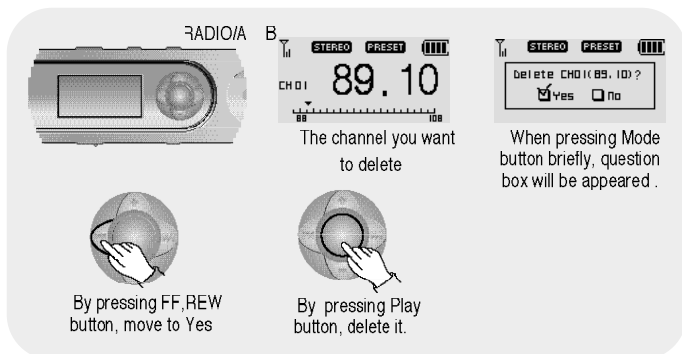 RADIO/A B
STEREO PRESET
CH01 89.10
88 108
The channel you want
to delete
STEREO PRESET
Delete CH01(89.10)?
Yes No
When pressing Mode
button briefly, question
box will be appeared .
By pressing FF,REW
button, move to Yes
By pressing Play
button, delete it.